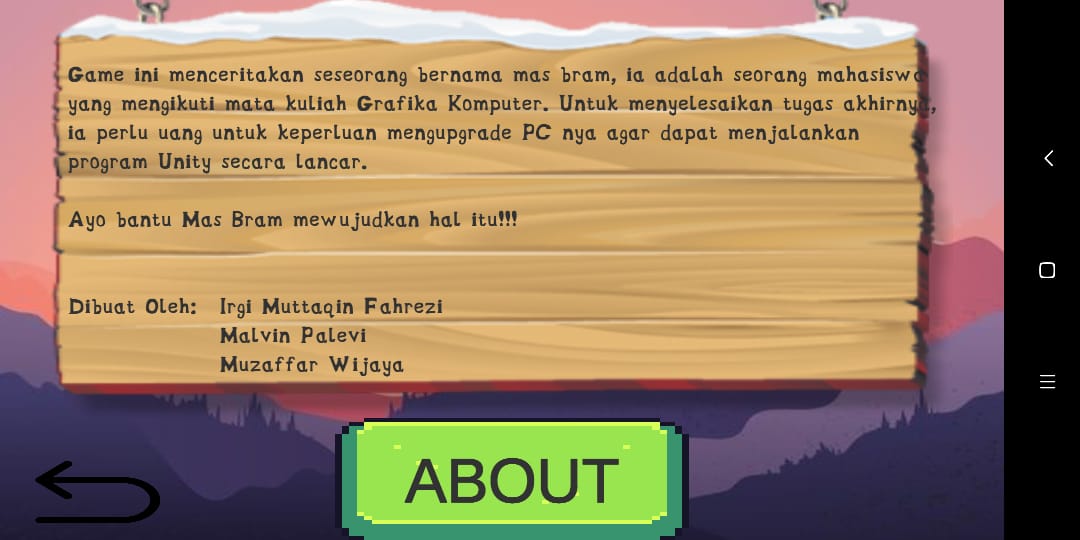 Game ini menceritakan seseorang bernama mas bram, ia adalah seorang mahasiswa
yang mengikuti mata kuliah Grafika Komputer. Untuk menyelesaikan tugas akhirnya,
ia perlu uang untuk keperluan mengupgrade PC nya agar dapat menjalankan
program Unity secara lancar.
Ayo bantu Mas Bram mewujudkan hal itu!!!
Dibuat Oleh: Irgi Muttaqin Fahrezi
Malvin Palevi
Muzaffar Wijaya
ABOUT